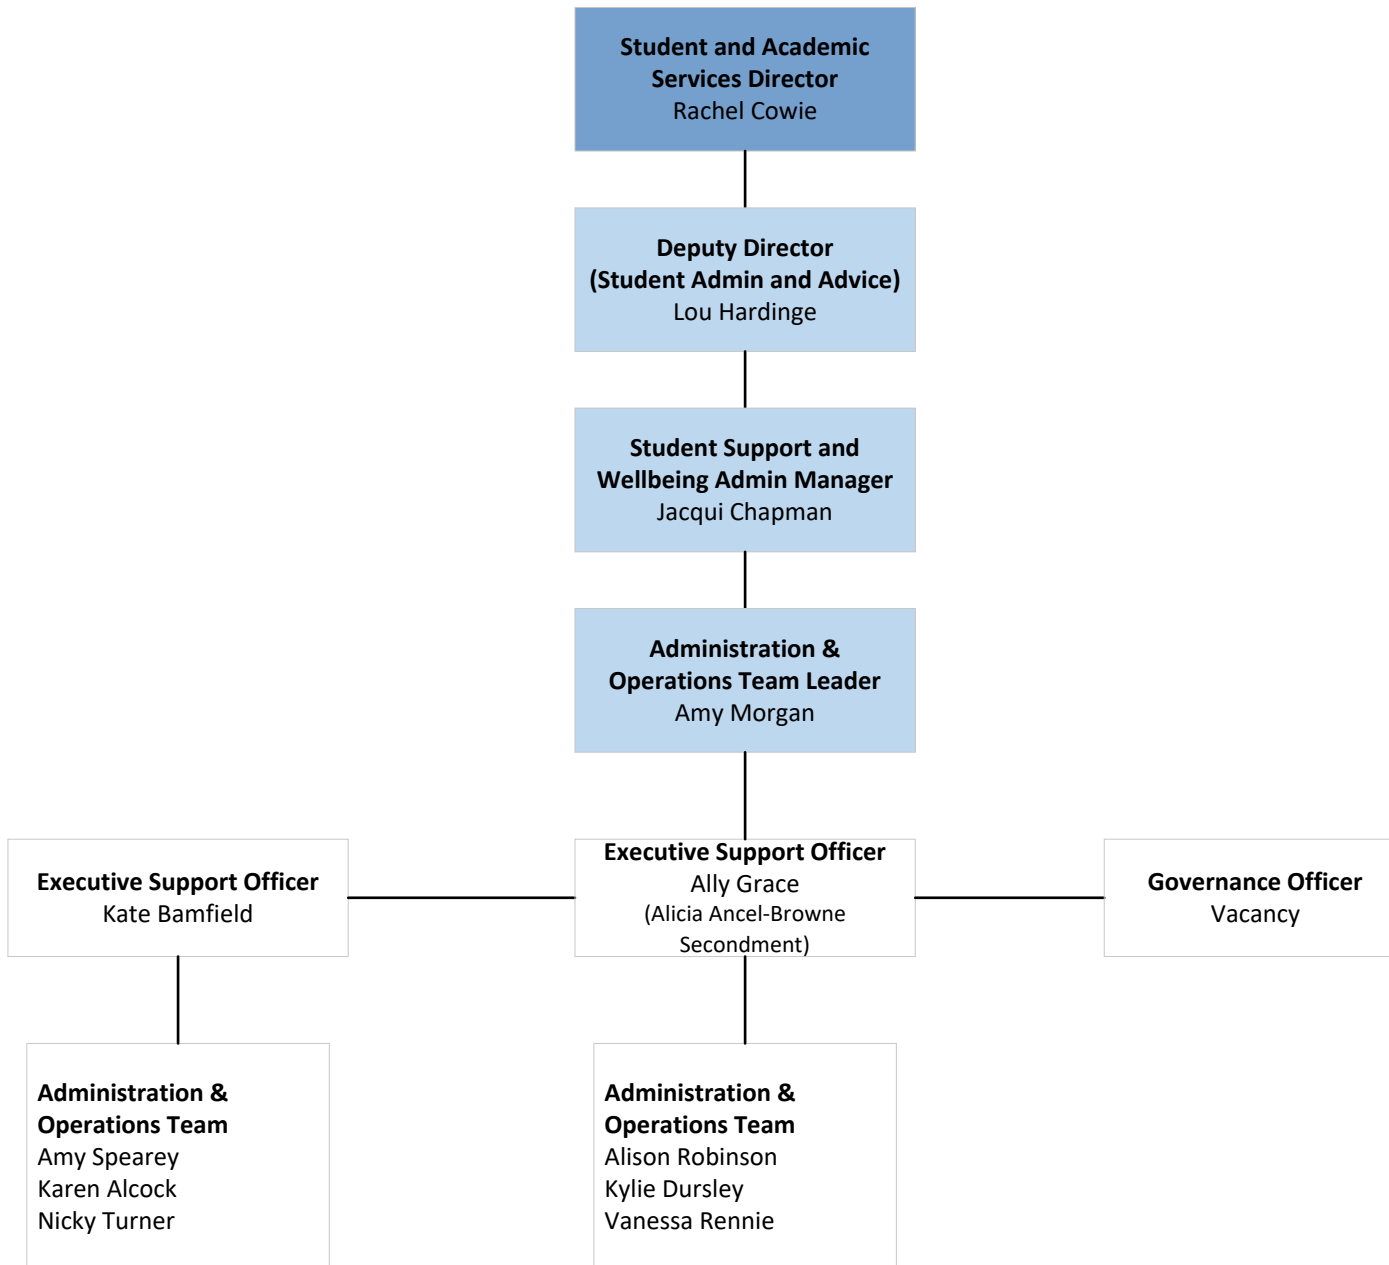 Student and Academic
Services Director
Rachel Cowie
Deputy Director
(Student Admin and Advice)
Lou Hardinge
Student Support and
Wellbeing Admin Manager
Jacqui Chapman
Administration &
Operations Team Leader
Amy Morgan
Executive Support Officer
Kate Bamfield
Executive Support Officer
Ally Grace
(Alicia Ancel-Browne
Secondment)
Governance Officer
Vacancy
Administration &
Operations Team
Amy Spearey
Karen Alcock
Nicky Turner
Administration &
Operations Team
Alison Robinson
Kylie Dursley
Vanessa Rennie